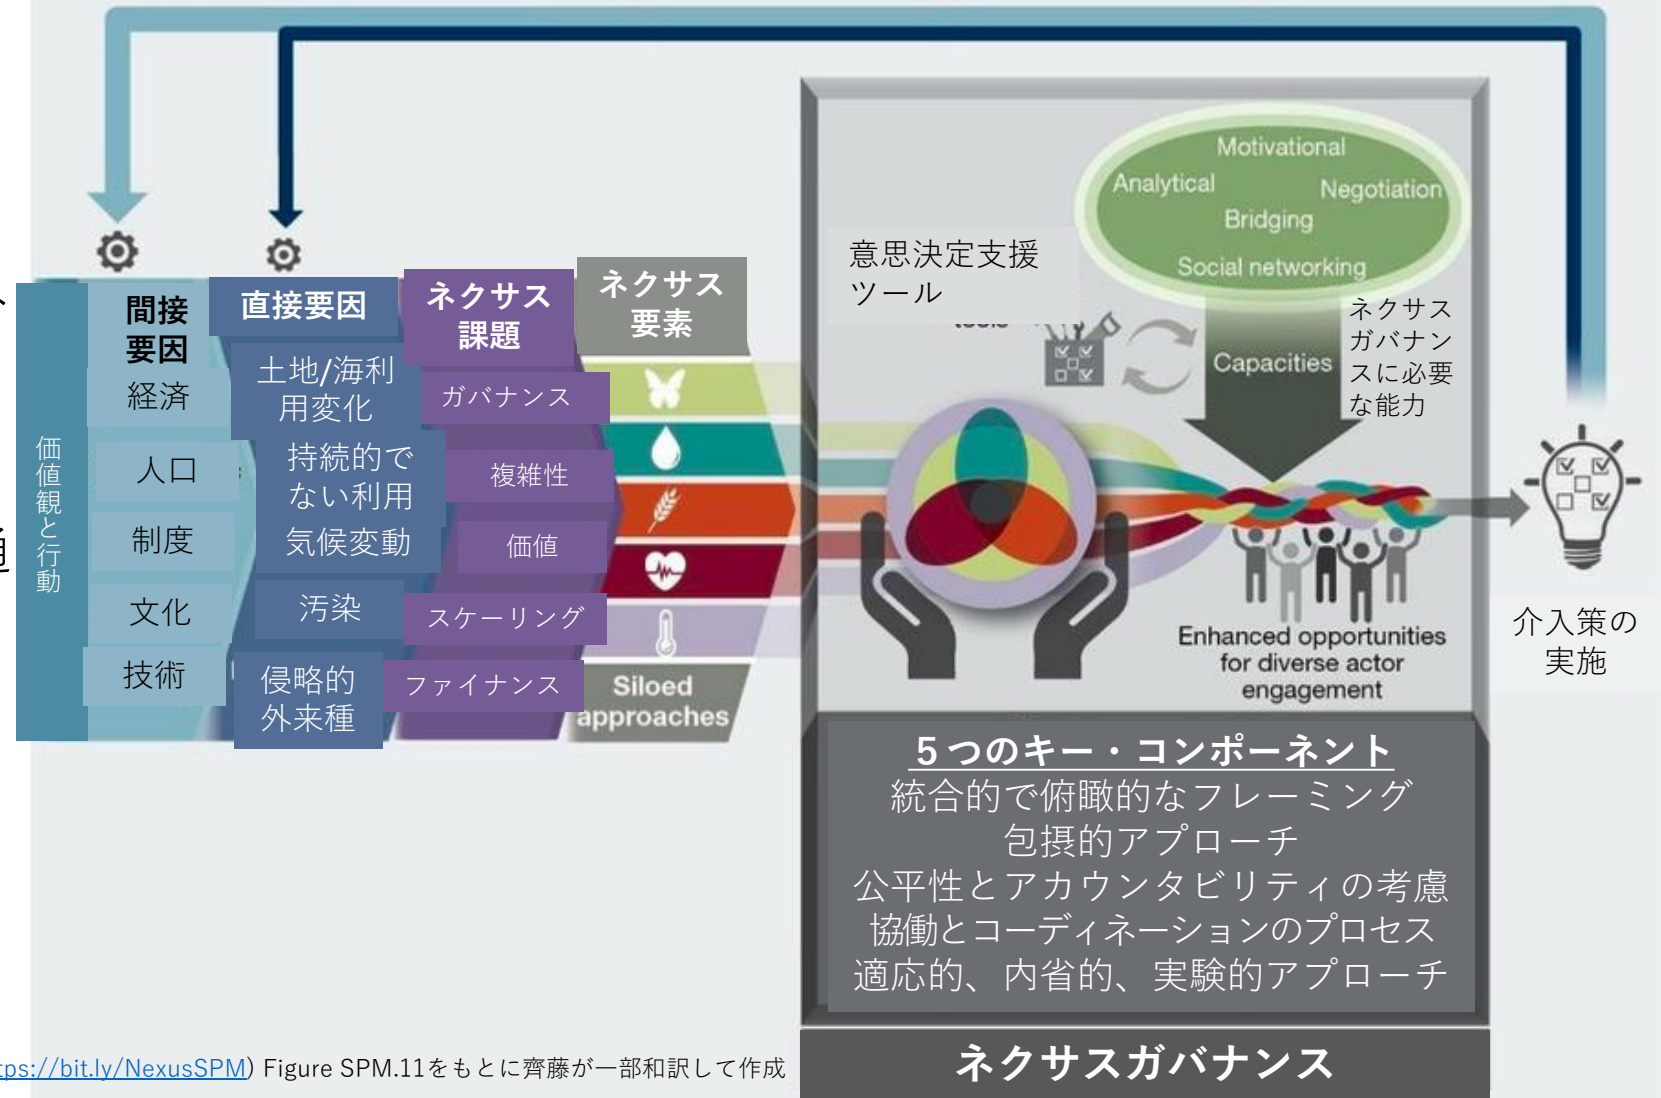 Motivational
Analytical
Negotiation
Bridging
Social networking
意思決定支援
ツール
tools
Capacities
ネクサス
ガバナン
スに必要
な能力
価値観と行動
間接
要因
経済
人口
制度
文化
技術
直接要因
土地/海利
用変化
持続的で
ない利用
気候変動
汚染
侵略的
外来種
ネクサス
課題
ガバナンス
複雑性
価値
スケーリング
ファイナンス
ネクサス
要素
Siloed
approaches
Enhanced opportunities
for diverse actor
engagement
介入策の
実施
5つのキー・コンポーネント
統合的で俯瞰的なフレーミング
包摂的アプローチ
公平性とアカウンタビリティの考慮
協働とコーディネーションのプロセス
適応的、内省的、実験的アプローチ
ネクサスガバナンス
tps://bit.ly/NexusSPM) Figure SPM.11をもとに齊藤が一部和訳して作成